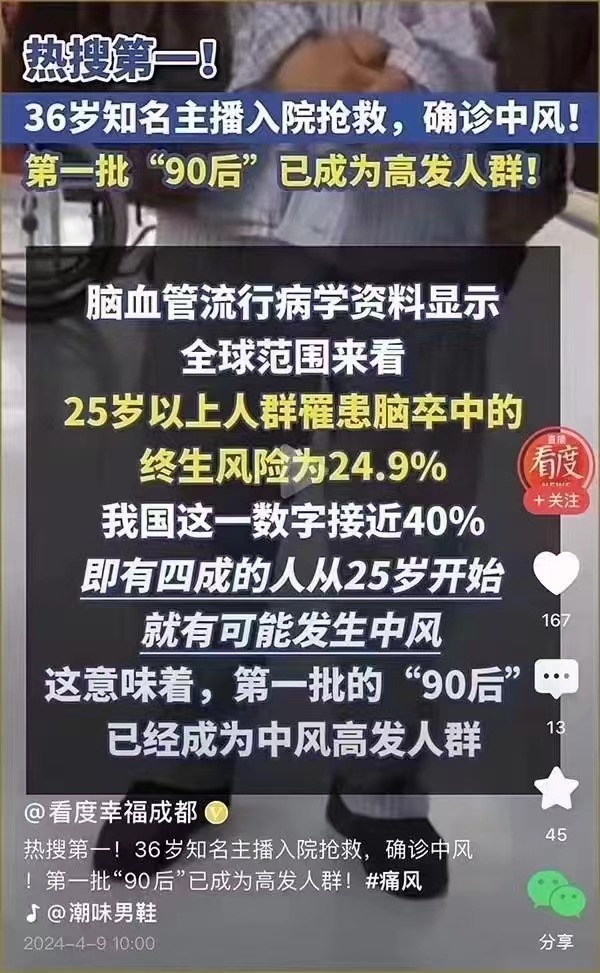 热搜第一！
36岁知名主播入院抢救，确诊中风！
第一批“90后”已成为高发人群！
脑血管流行病学资料显示
全球范围来看
25岁以上人群罹患脑卒中的
终生风险为24.9%
我国这一数字接近40%
即有四成的人从25岁开始
就有可能发生中风
这意味着，第一批的“90后”
已经成为中风高发人群
直播
看度
NEWS
+关注
167
13
45
分享
@看度幸福成都
热搜第一！36岁知名主播入院抢救，确诊中风
！第一批“90后”已成为高发人群！#痛风
@潮味男鞋
2024-4-9 10:00